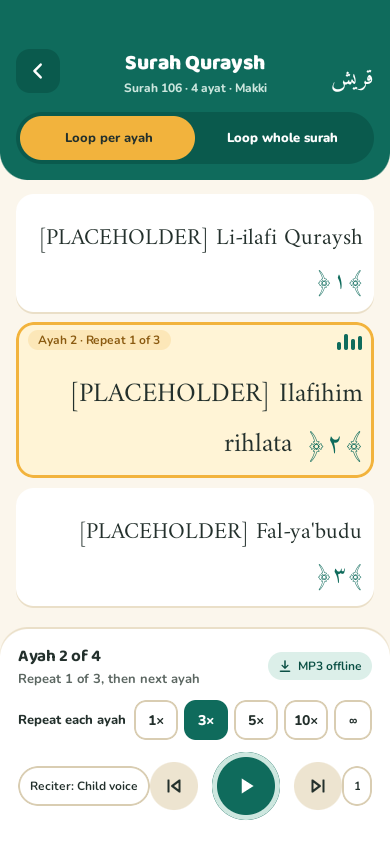 Surah Quraysh
Surah 106 · 4 ayat · Makki
قريش
Loop per ayah
Loop whole surah
[PLACEHOLDER] Li-ilafi Quraysh
﴿١﴾
Ayah 2 · Repeat 1 of 3
[PLACEHOLDER] Ilafihim
rihlata ﴿٢﴾
[PLACEHOLDER] Fal-ya'budu
﴿٣﴾
Ayah 2 of 4
Repeat 1 of 3, then next ayah
MP3 offline
Repeat each ayah 1× 3× 5× 10× ∞
Reciter: Child voice
1